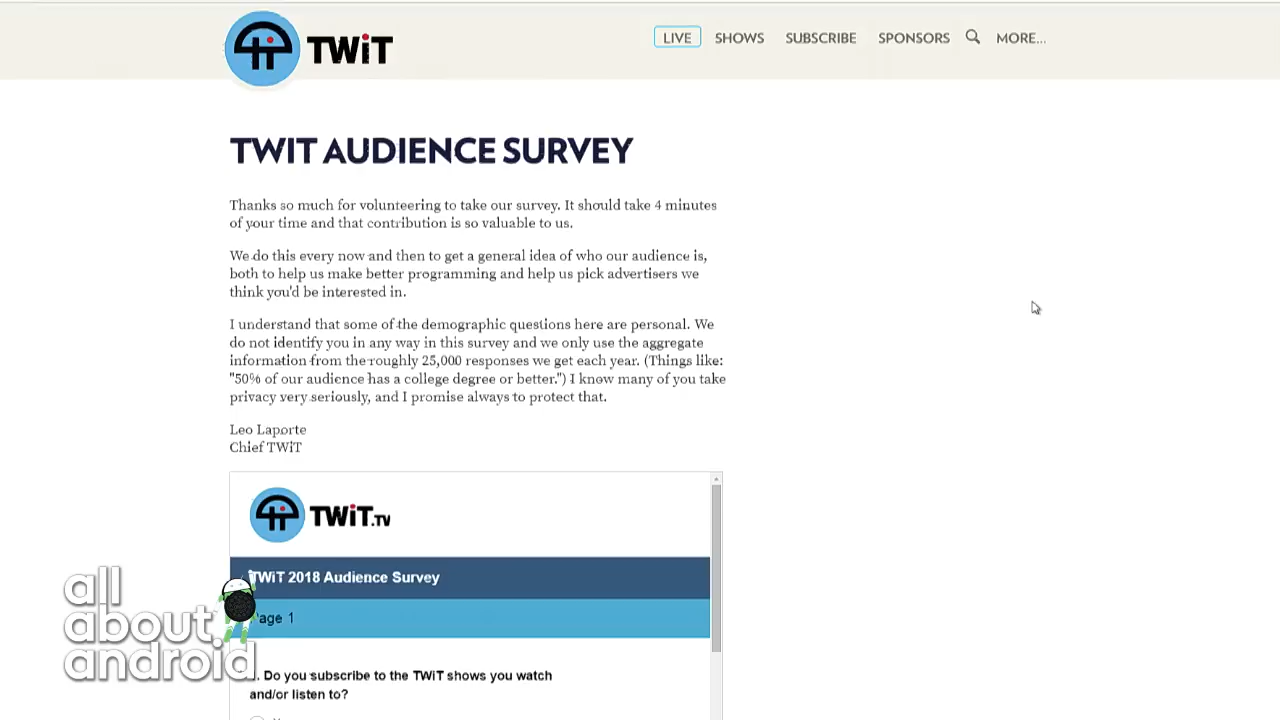 TWiT
LIVE SHOWS SUBSCRIBE SPONSORS MORE...
TWIT AUDIENCE SURVEY
Thanks so much for volunteering to take our survey. It should take 4 minutes
of your time and that contribution is so valuable to us.
We do this every now and then to get a general idea of who our audience is,
both to help us make better programming and help us pick advertisers we
think you'd be interested in.
I understand that some of the demographic questions here are personal. We
do not identify you in any way in this survey and we only use the aggregate
information from the roughly 25,000 responses we get each year. (Things like:
"50% of our audience has a college degree or better.") I know many of you take
privacy very seriously, and I promise always to protect that.
Leo Laporte
Chief TWiT
TWiT.TV
TWiT 2018 Audience Survey
Page 1
Do you subscribe to the TWiT shows you watch
and/or listen to?
all
about
android